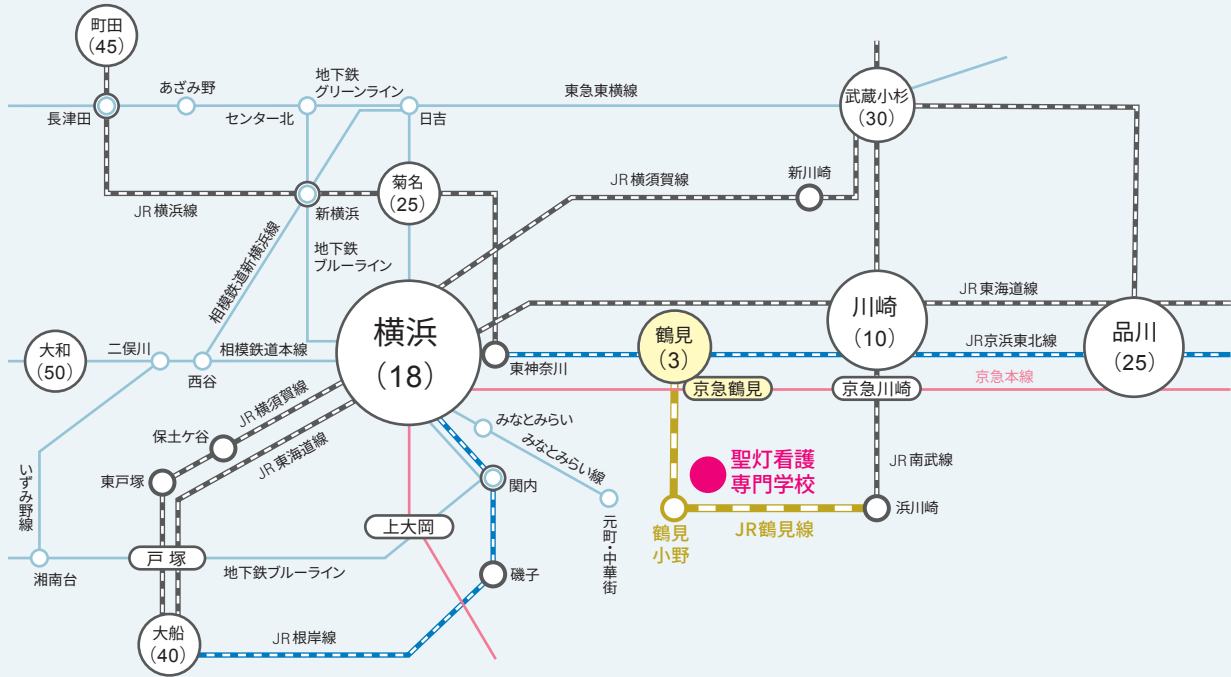 町田
(45)
あざみ野
地下鉄
グリーンライン
東急東横線
武蔵小杉
(30)
長津田
センター北
日吉
菊名
(25)
JR横須賀線
新川崎
JR横浜線
新横浜
相模鉄道新横浜線
地下鉄
ブルーライン
横浜
(18)
川崎
(10)
JR東海道線
品川
(25)
鶴見
(3)
大和
(50)
二俣川
相模鉄道本線
西谷
東神奈川
JR京浜東北線
京急本線
京急鶴見
京急川崎
JR横須賀線
保土ケ谷
JR東海道線
みなとみらい
みなとみらい線
いずみ野線
東戸塚
関内
聖灯看護
専門学校
JR南武線
上大岡
元町・中華街
鶴見
小野
JR鶴見線
浜川崎
戸塚
湘南台
地下鉄ブルーライン
磯子
大船
(40)
JR根岸線